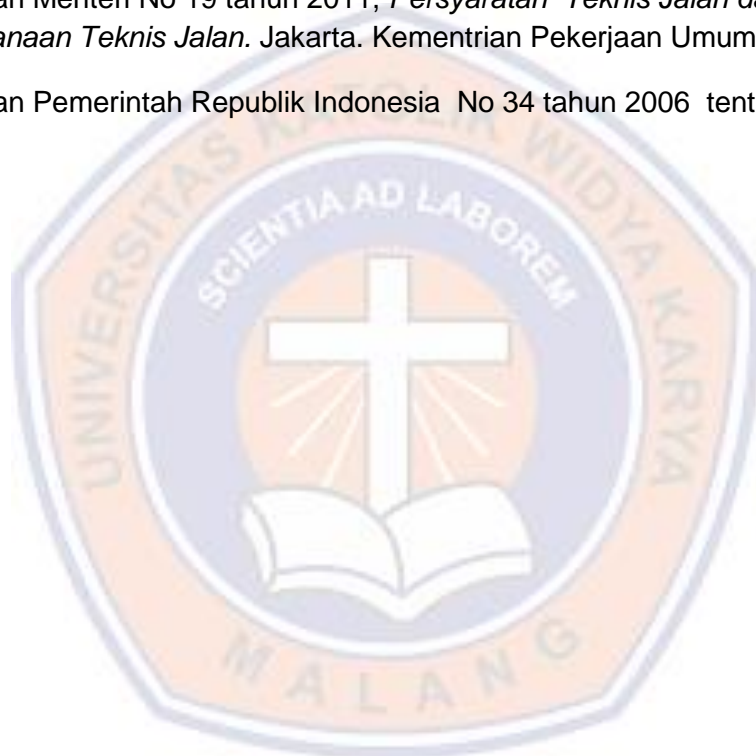 an Menteri No 19 tahun 2011, Persyaratan Teknis Jalan da
anaan Teknis Jalan. Jakarta. Kementrian Pekerjaan Umum
an Pemerintah Republik Indonesia No 34 tahun 2006 tent
UNIVERSITAS KATOLIK WIDYA KARYA
SCIENTIA AD LABOREM
MALANG